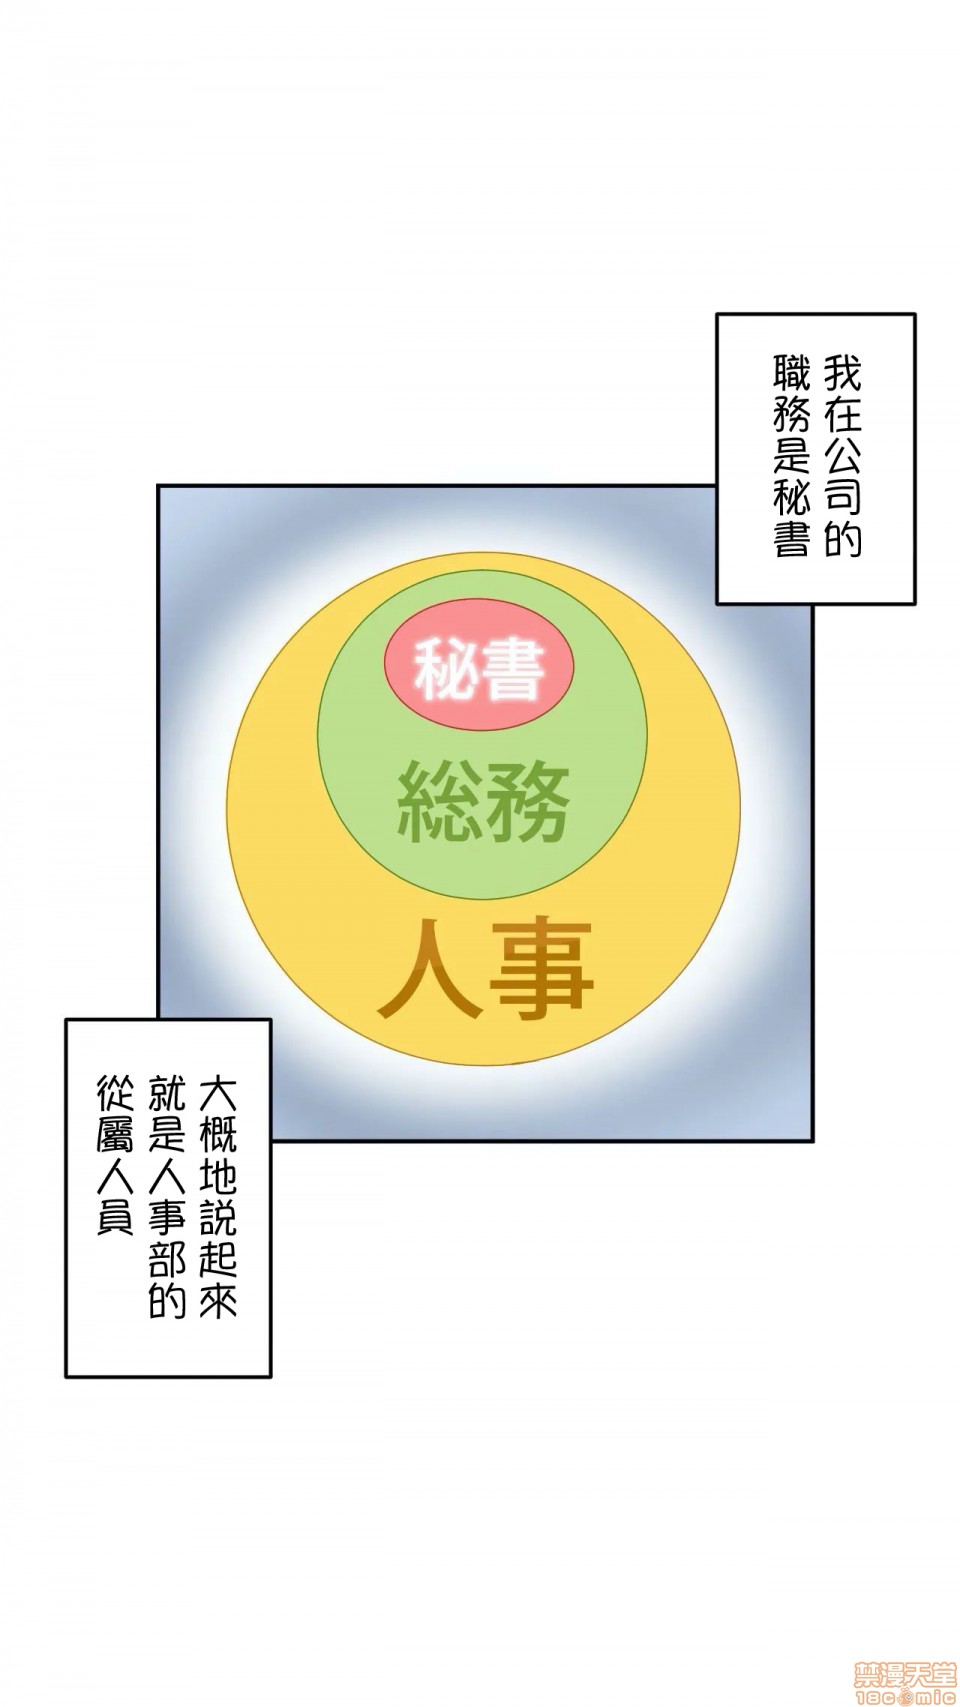 我在公司的
職務是秘書
秘書
総務
人事
大概地説起來
就是人事部的
從屬人員
禁漫天堂
18comic